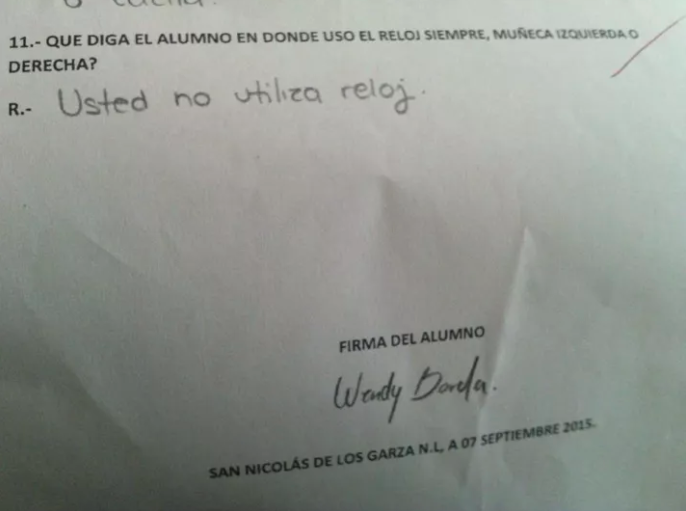 11.- QUE DIGA EL ALUMNO EN DONDE USO EL RELOJ SIEMPRE, MUÑECA IZQUIERDA O
DERECHA?
R.- Usted no utiliza reloj.
FIRMA DEL ALUMNO
Wendy
SAN NICOLÁS DE LOS GARZA N.L, A 07 SEPTIEMBRE 2015.